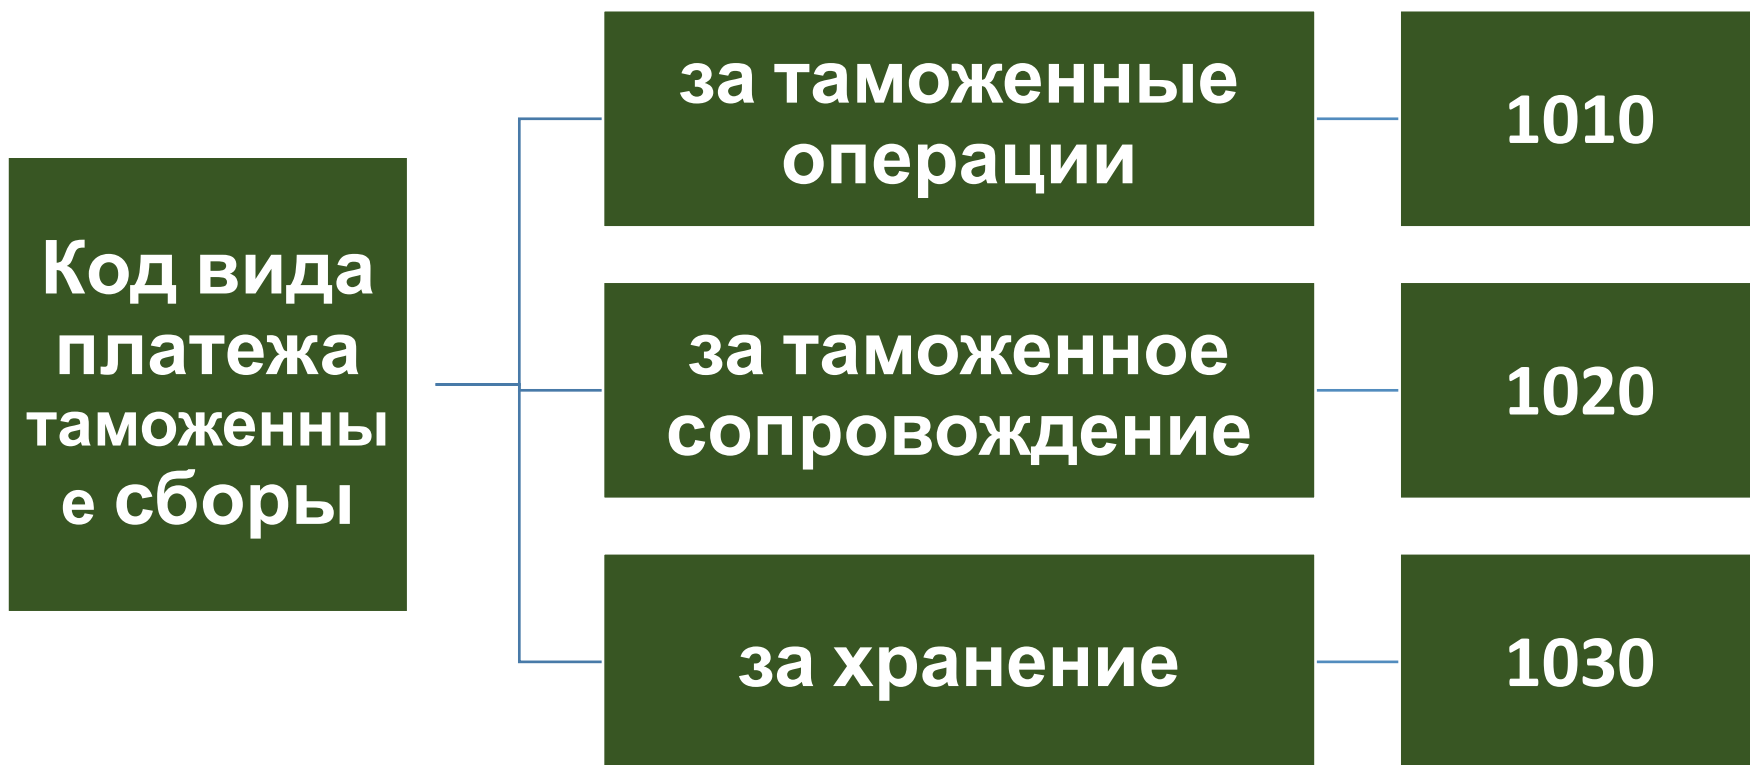 Код вида
платежа
таможенны
е сборы
за таможенные
операции
1010
за таможенное
сопровождение
1020
за хранение
1030